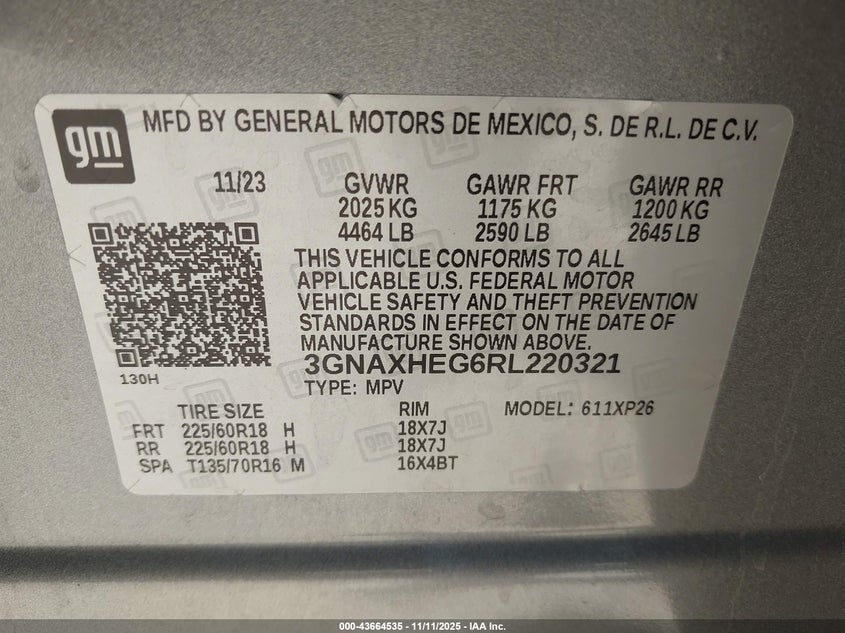 gm
MFD BY GENERAL MOTORS DE MEXICO, S. DE R.L. DE C.V.
11/23 GVWR GAWR FRT GAWR RR
2025 KG 1175 KG 1200 KG
4464 LB 2590 LB 2645 LB
THIS VEHICLE CONFORMS TO ALL
APPLICABLE U.S. FEDERAL MOTOR
VEHICLE SAFETY AND THEFT PREVENTION
STANDARDS IN EFFECT ON THE DATE OF
MANUFACTURE SHOWN ABOVE.
3GNAXHEG6RL220321
130H
TYPE: MPV
TIRE SIZE RIM MODEL: 611XP26
FRT 225/60R18 H 18X7J
RR 225/60R18 H 18X7J
SPA T135/70R16 M 16X4BT
000-43664535 - 11/11/2025 - IAA Inc.